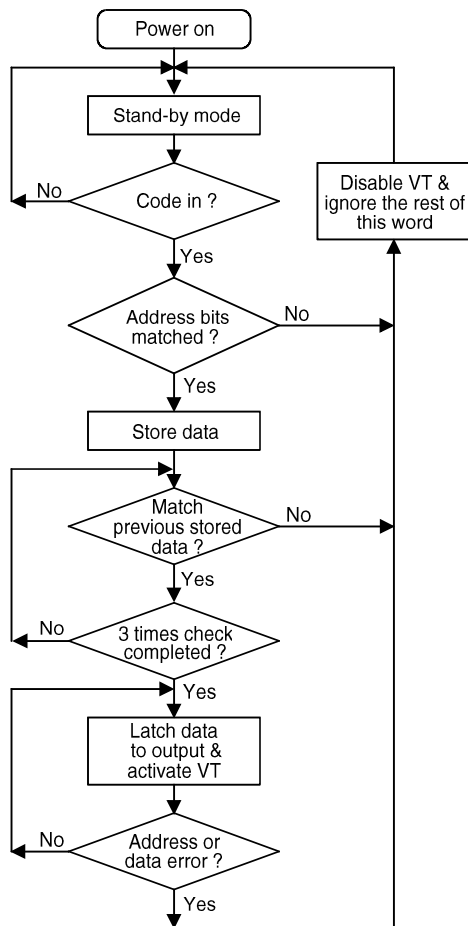 Power on
Stand-by mode
No
Code in ?
Disable VT &
ignore the rest of
this word
Yes
Address bits
matched ?
No
Yes
Store data
Match
previous stored
data ?
No
Yes
No
3 times check
completed ?
Yes
Latch data
to output &
activate VT
No
Address or
data error ?
Yes